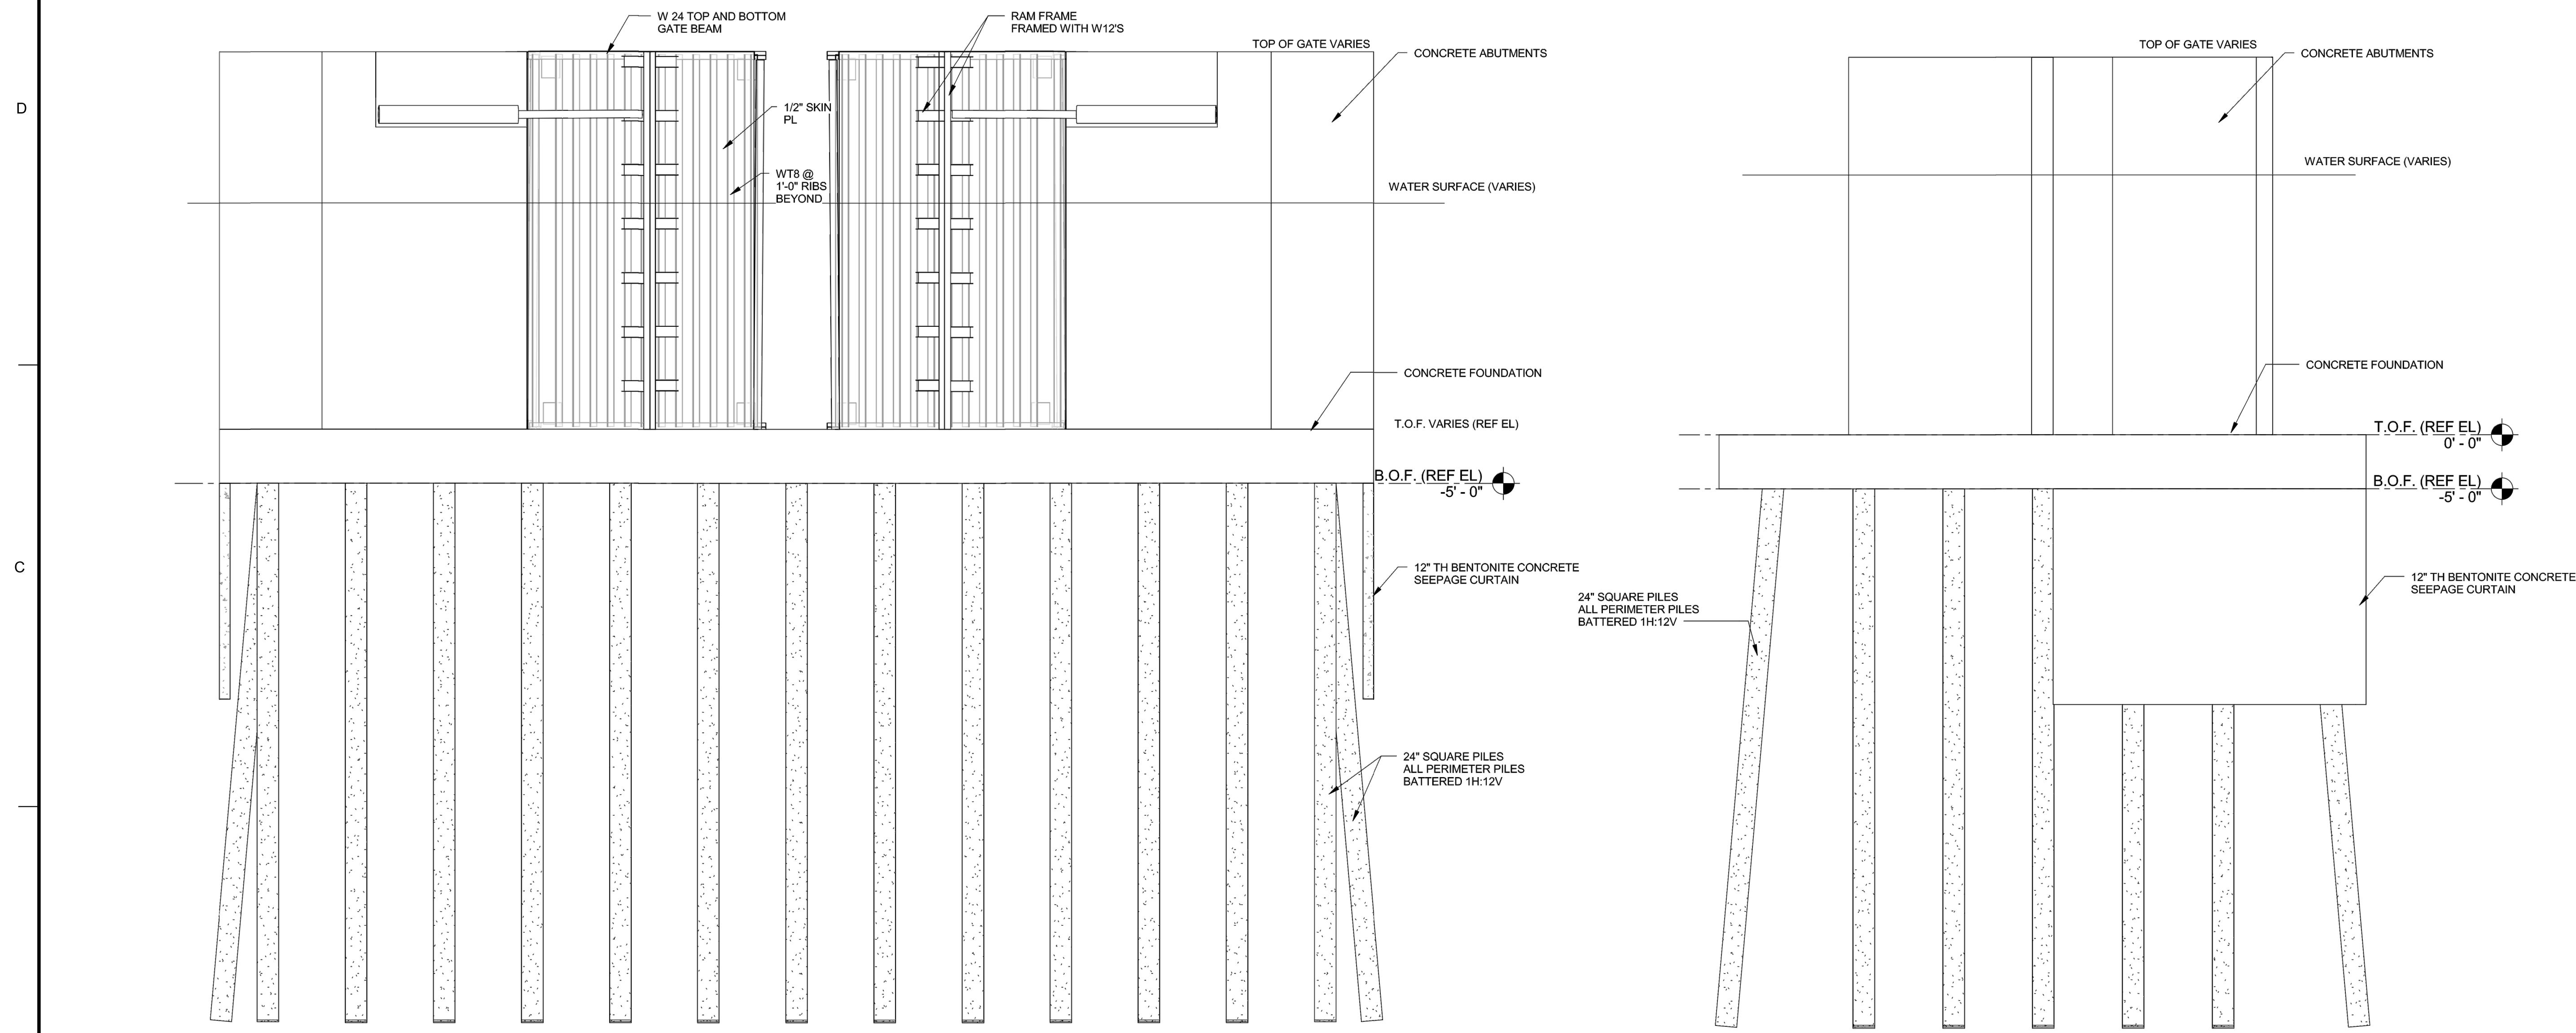 W 24 TOP AND BOTTOM
GATE BEAM
RAM FRAME
FRAMED WITH W12'S
TOP OF GATE VARIES
CONCRETE ABUTMENTS
D
1/2" SKIN
PL
WT8 @
1'-0" RIBS
BEYOND
WATER SURFACE (VARIES)
CONCRETE FOUNDATION
T.O.F. VARIES (REF EL)
B.O.F. (REF EL)
-5' - 0"
C
12" TH BENTONITE CONCRETE
SEEPAGE CURTAIN
24" SQUARE PILES
ALL PERIMETER PILES
BATTERED 1H:12V
TOP OF GATE VARIES
CONCRETE ABUTMENTS
WATER SURFACE (VARIES)
CONCRETE FOUNDATION
T.O.F. (REF EL)
0' - 0"
B.O.F. (REF EL)
-5' - 0"
12" TH BENTONITE CONCRETE
SEEPAGE CURTAIN
24" SQUARE PILES
ALL PERIMETER PILES
BATTERED 1H:12V